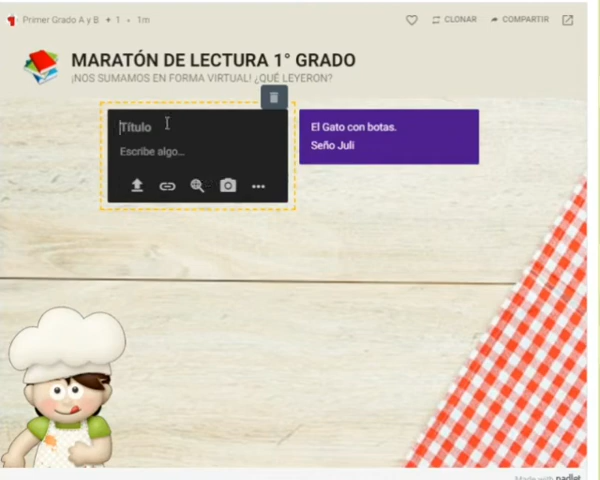 Primer Grado A y B + 1 • 1m
CLONAR
COMPARTIR
MARATÓN DE LECTURA 1° GRADO
¡NOS SUMAMOS EN FORMA VIRTUAL! ¿QUÉ LEYERON?
Título
Escribe algo...
El Gato con botas.
Seño Juli
Made with padlet